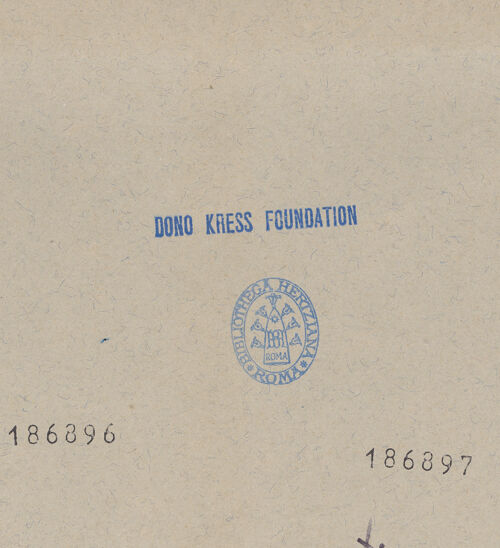 DONO KRESS FOUNDATION
BIBLIOTHECA HERTZIANA
ROMA
ROMA
186896
186897